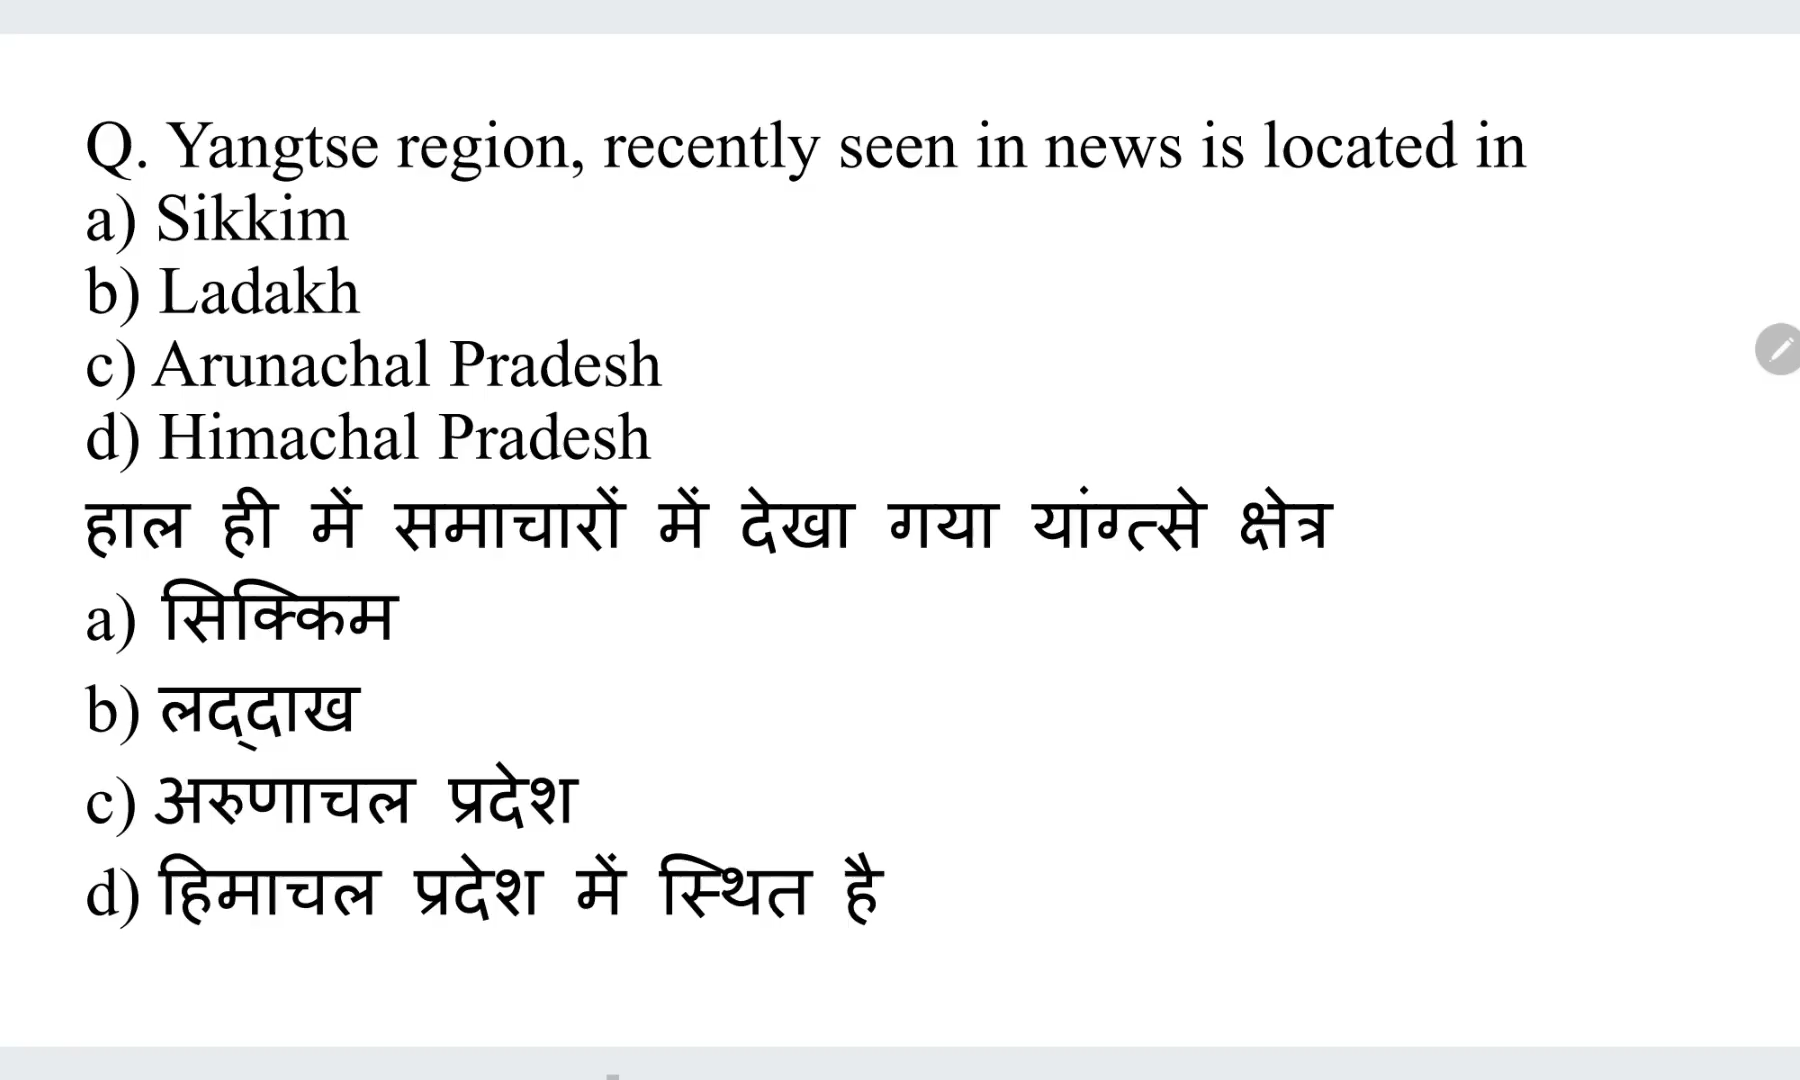 Q. Yangtse region, recently seen in news is located in
a) Sikkim
b) Ladakh
c) Arunachal Pradesh
d) Himachal Pradesh
हाल ही में समाचारों में देखा गया यांग्त्से क्षेत्र
a) सिक्किम
b) लद्दाख
c) अरुणाचल प्रदेश
d) हिमाचल प्रदेश में स्थित है